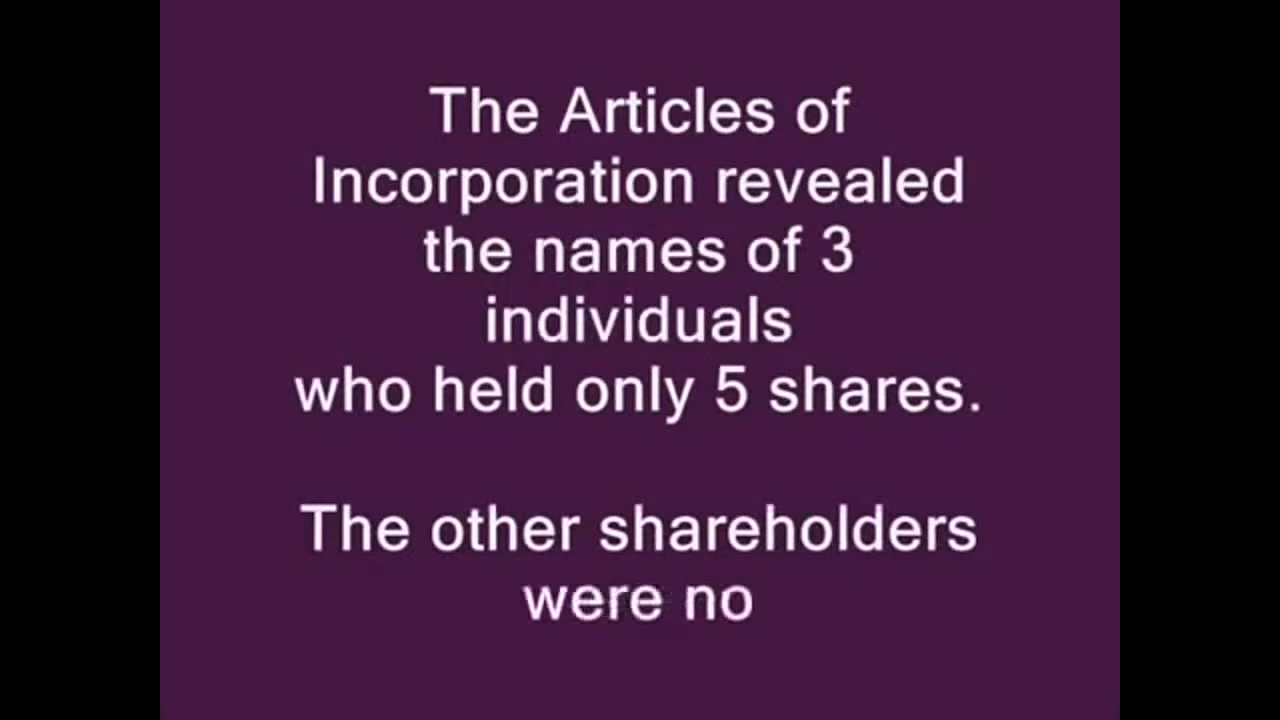 The Articles of
Incorporation revealed
the names of 3
individuals
who held only 5 shares.
The other shareholders
were no